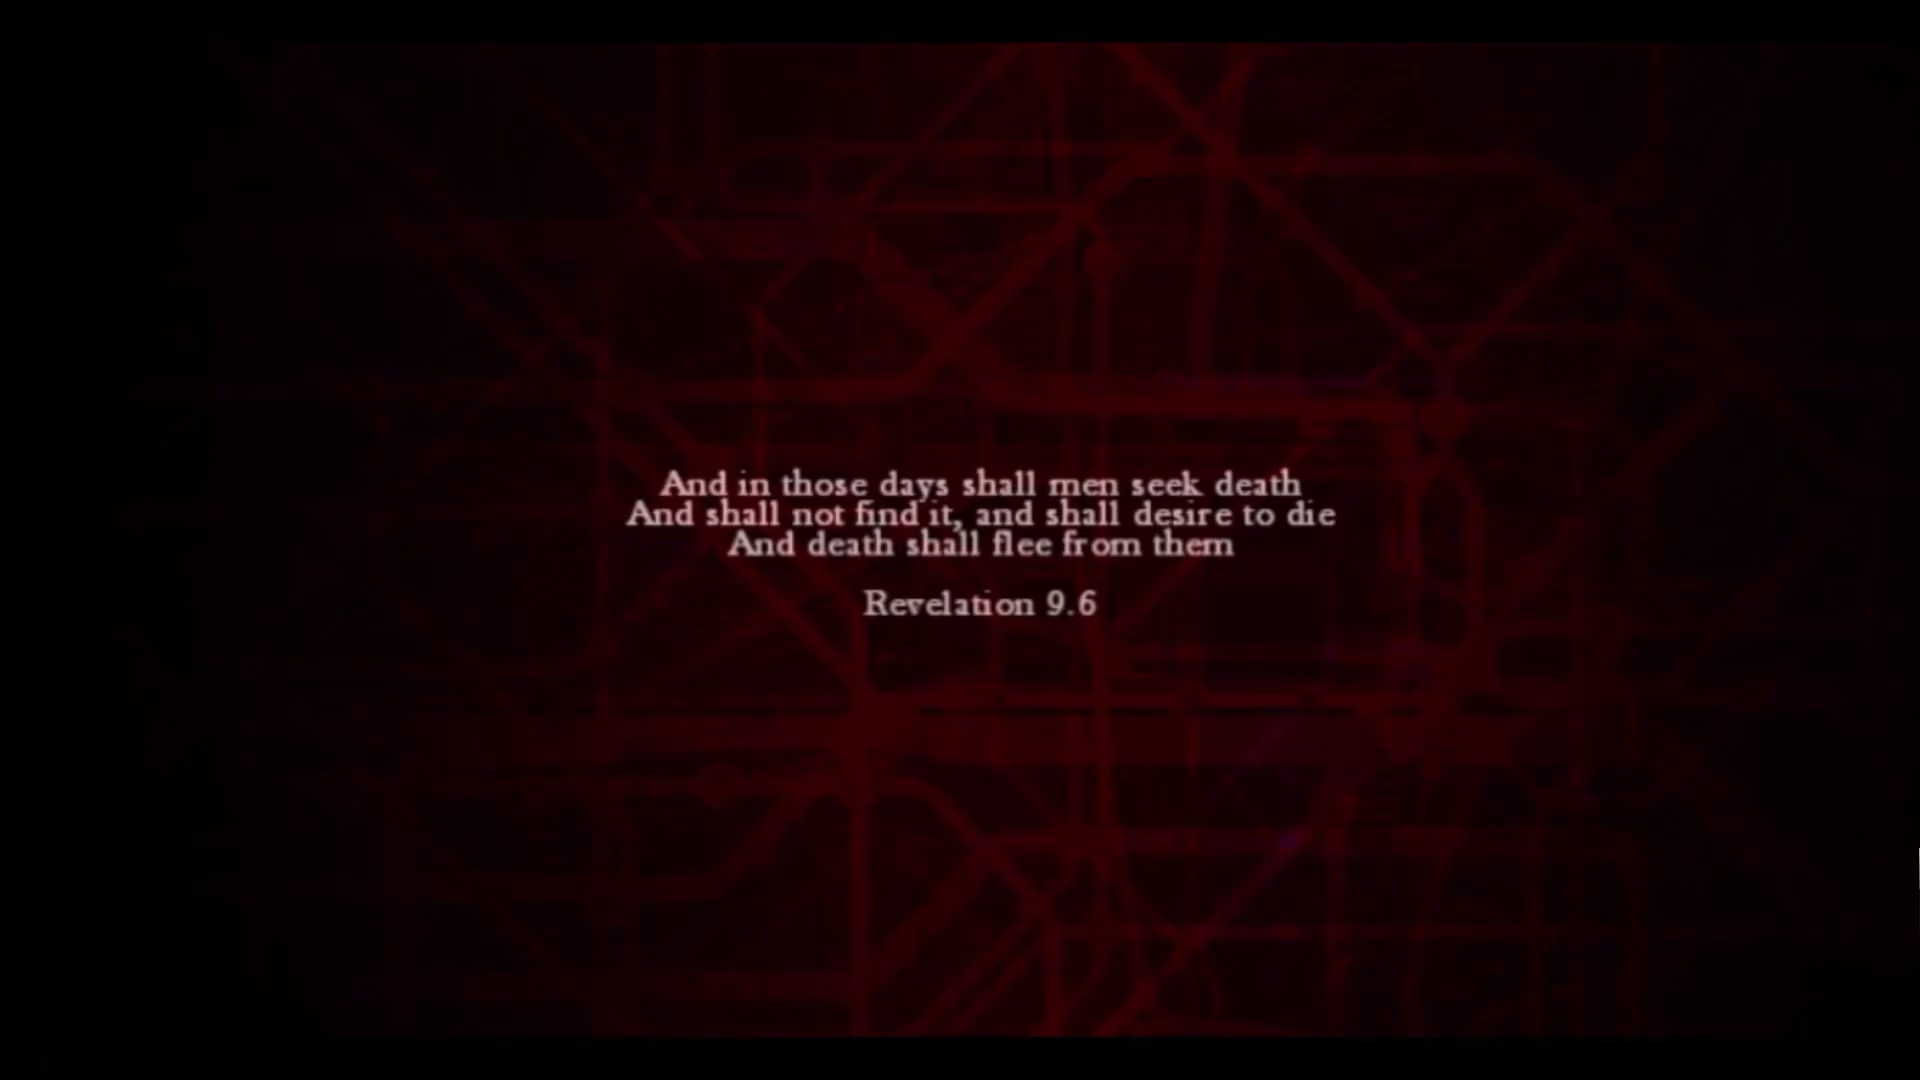 And in those days shall men seek death
And shall not find it, and shall desire to die
And death shall flee from them
Revelation 9.6